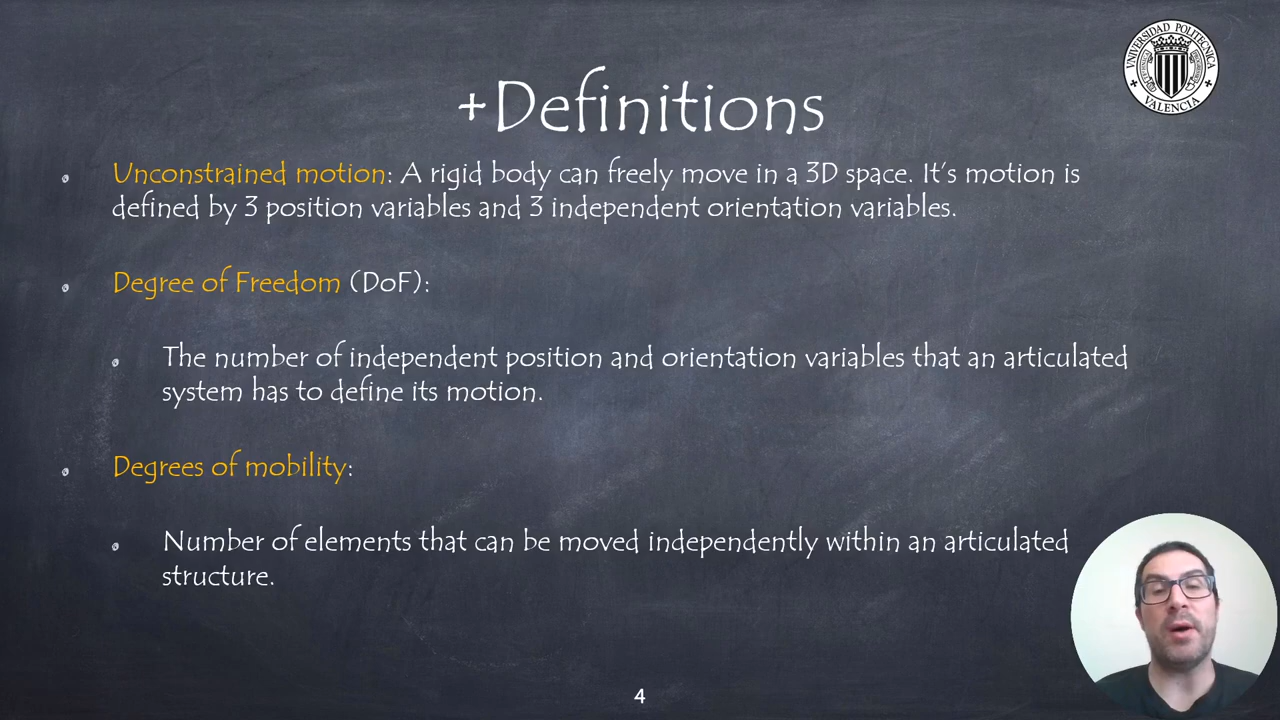 UNIVERSIDAD POLITECNICA
VALENCIA
+Definitions
Unconstrained motion: A rigid body can freely move in a 3D space. It's motion is
defined by 3 position variables and 3 independent orientation variables.
Degree of Freedom (DoF):
The number of independent position and orientation variables that an articulated
system has to define its motion.
Degrees of mobility:
Number of elements that can be moved independently within an articulated
structure.
4